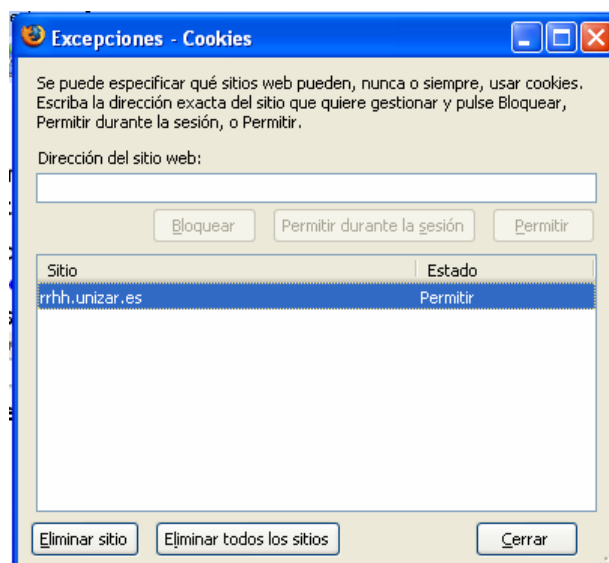 Excepciones - Cookies
Se puede especificar qué sitios web pueden, nunca o siempre, usar cookies.
Escriba la dirección exacta del sitio que quiere gestionar y pulse Bloquear,
Permitir durante la sesión, o Permitir.
Dirección del sitio web:
Bloquear Permitir durante la sesión Permitir
Sitio Estado
rrhh.unizar.es Permitir
Eliminar sitio Eliminar todos los sitios Cerrar